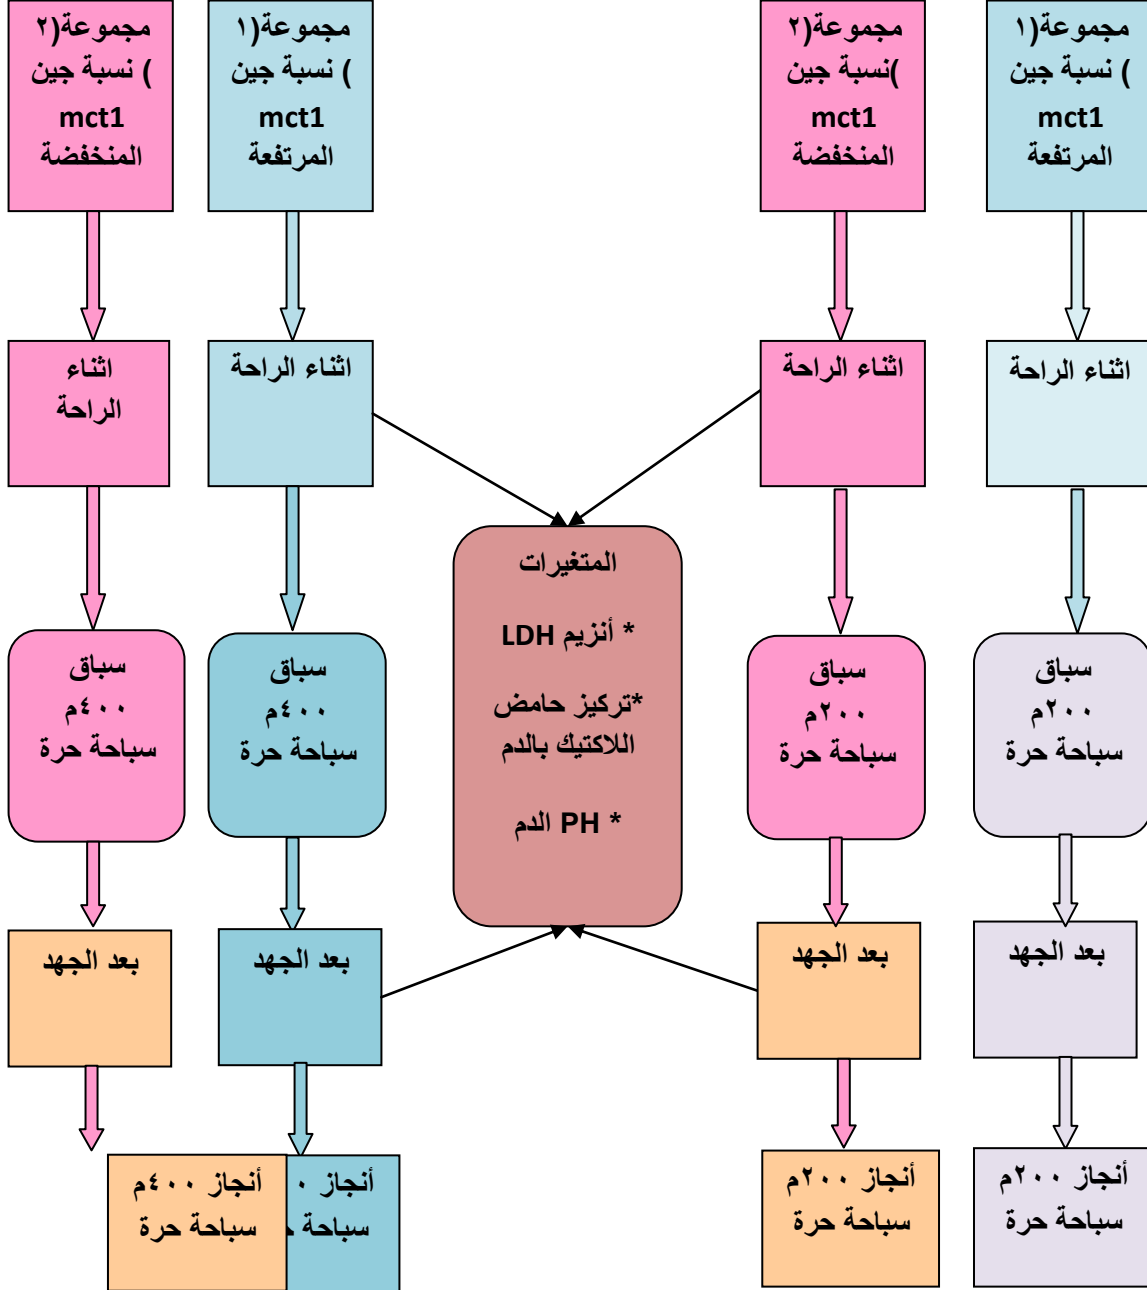 مجموعة(١
) نسبة جين
mct1
المرتفعة
مجموعة(٢
)نسبة جين
mct1
المنخفضة
مجموعة(١
) نسبة جين
mct1
المرتفعة
مجموعة(٢
) نسبة جين
mct1
المنخفضة
اثناء الراحة
اثناء الراحة
اثناء الراحة
اثناء
الراحة
المتغيرات
* أنزيم LDH
*تركيز حامض
اللاكتيك بالدم
* PH الدم
سباق
٢٠٠م
سباحة حرة
سباق
٢٠٠م
سباحة حرة
سباق
٤٠٠م
سباحة حرة
سباق
٤٠٠م
سباحة حرة
بعد الجهد
بعد الجهد
بعد الجهد
بعد الجهد
أنجاز ٢٠٠م
سباحة حرة
أنجاز ٢٠٠م
سباحة حرة
أنجاز
سباحة
أنجاز ٤٠٠م
سباحة حرة